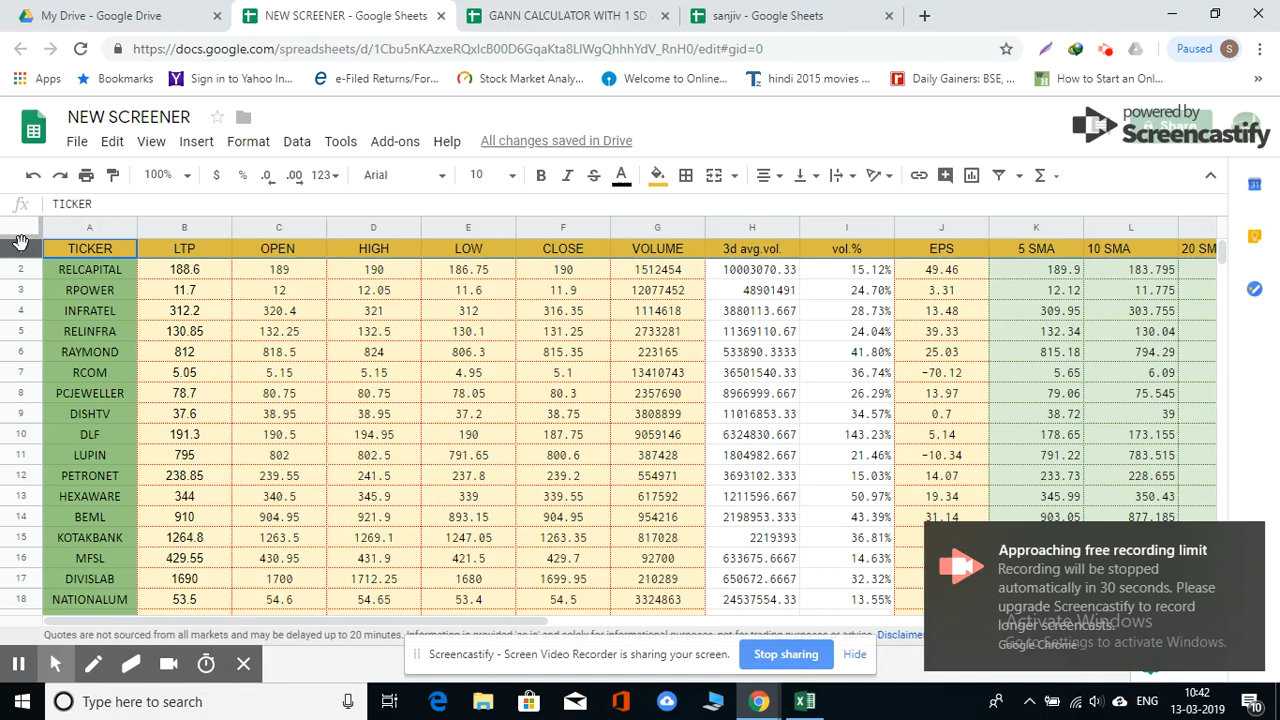 My Drive - Google Drive
NEW SCREENER - Google Sheets
GANN CALCULATOR WITH 1 SD
sanjiv - Google Sheets
https://docs.google.com/spreadsheets/d/1Cbu5nKAzxeRQxIcB00D6GqaKta8LlWgQhhhYdV_RnH0/edit#gid=0
Paused S
Apps Bookmarks Sign in to Yahoo In... e-Filed Returns/For... Stock Market Analy... Welcome to Online... hindi 2015 movies ... Daily Gainers: BSE, ... How to Start an Onl...
NEW SCREENER
powered by
Screencastify
Share
File Edit View Insert Format Data Tools Add-ons Help All changes saved in Drive
100% $ % .0 .00 123 Arial 10 B I S A
fx TICKER
A B C D E F G H I J K L
TICKER LTP OPEN HIGH LOW CLOSE VOLUME 3d avg.vol. vol.% EPS 5 SMA 10 SMA 20 SM
2 RELCAPITAL 188.6 189 190 186.75 190 1512454 10003070.33 15.12% 49.46 189.9 183.795
3 RPOWER 11.7 12 12.05 11.6 11.9 12077452 48901491 24.70% 3.31 12.12 11.775
4 INFRATEL 312.2 320.4 321 312 316.35 1114618 3880113.667 28.73% 13.48 309.95 303.755
5 RELINFRA 130.85 132.25 132.5 130.1 131.25 2733281 11369110.67 24.04% 39.33 132.34 130.04
6 RAYMOND 812 818.5 824 806.3 815.35 223165 533890.3333 41.80% 25.03 815.18 794.29
7 RCOM 5.05 5.15 5.15 4.95 5.1 13410743 36501540.33 36.74% -70.12 5.65 6.09
8 PCJEWELLER 78.7 80.75 80.75 78.05 80.3 2357690 8966999.667 26.29% 13.97 79.06 75.545
9 DISHTV 37.6 38.95 38.95 37.2 38.75 3808899 11016853.33 34.57% 0.7 38.72 39
10 DLF 191.3 190.5 194.95 190 187.75 9059146 6324830.667 143.23% 5.14 178.65 173.155
11 LUPIN 795 802 802.5 791.65 800.6 387428 1804982.667 21.46% -10.34 791.22 783.515
12 PETRONET 238.85 239.55 241.5 237.8 239.2 554971 3693102.333 15.03% 14.07 233.73 228.655
13 HEXAWARE 344 340.5 345.9 339 339.55 617592 1211596.667 50.97% 19.34 345.99 350.43
14 BEML 910 904.95 921.9 893.15 904.95 954216 2198953.333 43.39% 31.14 903.05 877.185
15 KOTAKBANK 1264.8 1263.5 1269.1 1247.05 1263.35 817028 2219393 36.81%
16 MFSL 429.55 430.95 431.9 421.5 429.7 92700 633675.6667 14.63%
17 DIVISLAB 1690 1700 1712.25 1680 1699.95 210289 650672.6667 32.32%
18 NATIONALUM 53.5 54.6 54.65 53.4 54.5 3324863 24537554.33 13.55%
Approaching free recording limit
Recording will be stopped
automatically in 30 seconds. Please
upgrade Screencastify to record
longer screencasts.
Google Chrome
Activate Windows
Go to Settings to activate Windows.
Quotes are not sourced from all markets and may be delayed up to 20 minutes. Information is provided 'as is' and solely for informational purposes, not for trading purposes or advice. Disclaimer
Screencastify - Screen Video Recorder is sharing your screen. Stop sharing Hide
Type here to search
ENG
10:42
13-03-2019
10